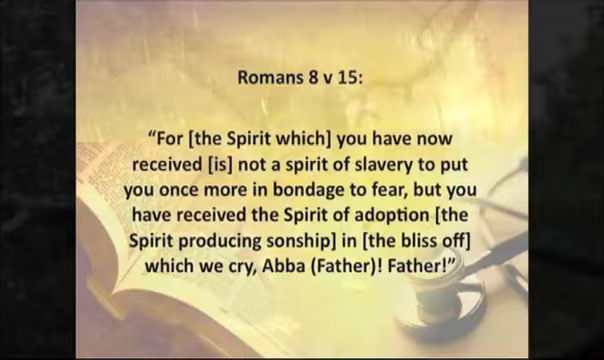 Romans 8 v 15:
“For [the Spirit which] you have now
received [is] not a spirit of slavery to put
you once more in bondage to fear, but you
have received the Spirit of adoption [the
Spirit producing sonship] in [the bliss off]
which we cry, Abba (Father)! Father!”